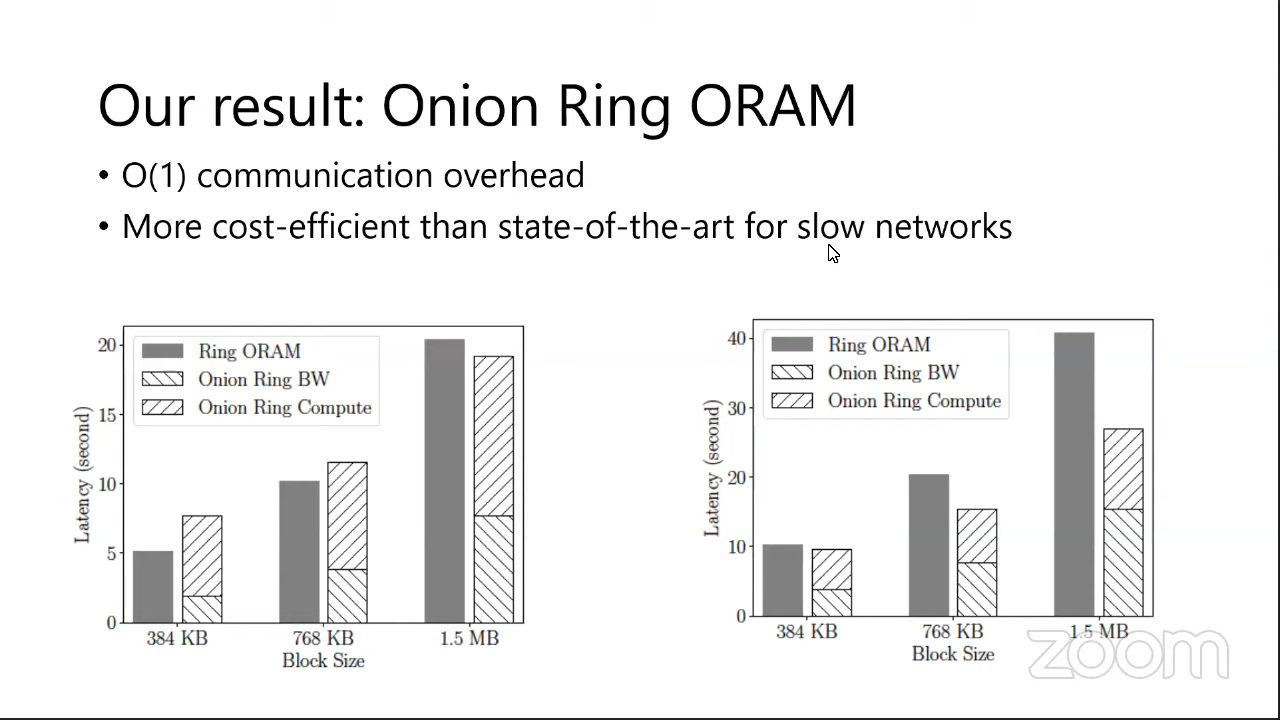 Our result: Onion Ring ORAM
• O(1) communication overhead
• More cost-efficient than state-of-the-art for slow networks
Ring ORAM
Onion Ring BW
Onion Ring Compute
Latency (second)
20
15
10
5
0
384 KB 768 KB 1.5 MB
Block Size
Ring ORAM
Onion Ring BW
Onion Ring Compute
Latency (second)
40
30
20
10
0
384 KB 768 KB 1.5 MB
Block Size
zoom